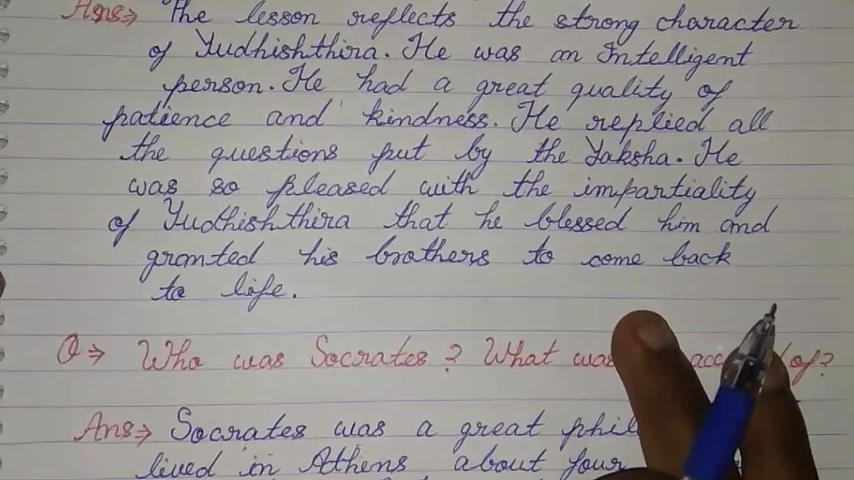 Ans⇒ The lesson reflects the strong character
of Yudhishthira. He was an Intelligent
person. He had a great quality of
patience and kindness. He replied all
the questions put by the Yaksha. He
was so pleased with the impartiality
of Yudhishthira that he blessed him and
granted his brothers to come back
to life.
Q⇒ Who was Socrates? What was of?
Ans⇒ Socrates was a great
lived in Athens, about four